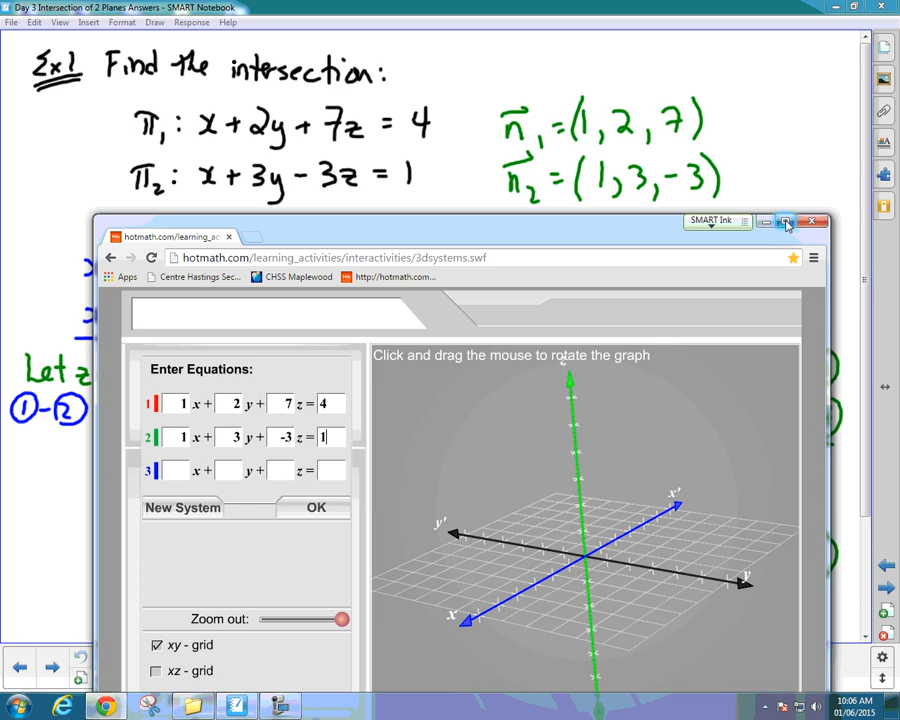 Day 3 Intersection of 2 Planes Answers - SMART Notebook
File Edit View Insert Format Draw Response Help
Ex1 Find the intersection:
π₁: x + 2y + 7z = 4
n⃗₁ = (1, 2, 7)
π₂: x + 3y - 3z = 1
n⃗₂ = (1, 3, -3)
SMART Ink
hotmath.com/learning_ac
hotmath.com/learning_activities/interactivities/3dsystems.swf
Apps Centre Hastings Sec... CHSS Maplewood http://hotmath.com...
Click and drag the mouse to rotate the graph
Enter Equations:
1 1 x + 2 y + 7 z = 4
2 1 x + 3 y + -3 z = 1
3 x + y + z =
New System OK
Let z
① - ②
x'
y'
y
x
Zoom out:
xy - grid
xz - grid
10:06 AM
01/06/2015